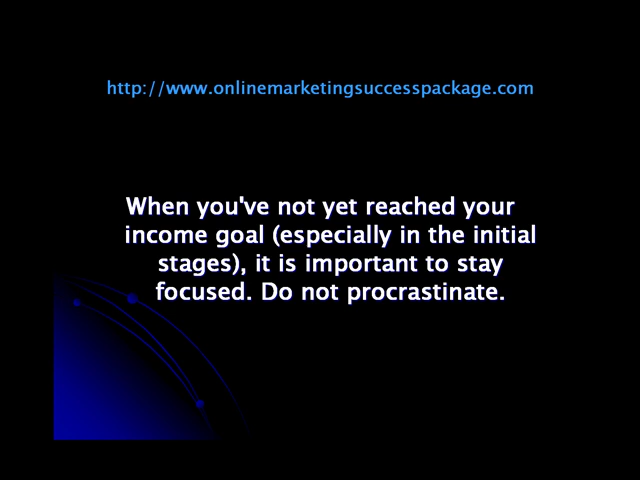 http://www.onlinemarketingsuccesspackage.com
When you've not yet reached your
income goal (especially in the initial
stages), it is important to stay
focused. Do not procrastinate.